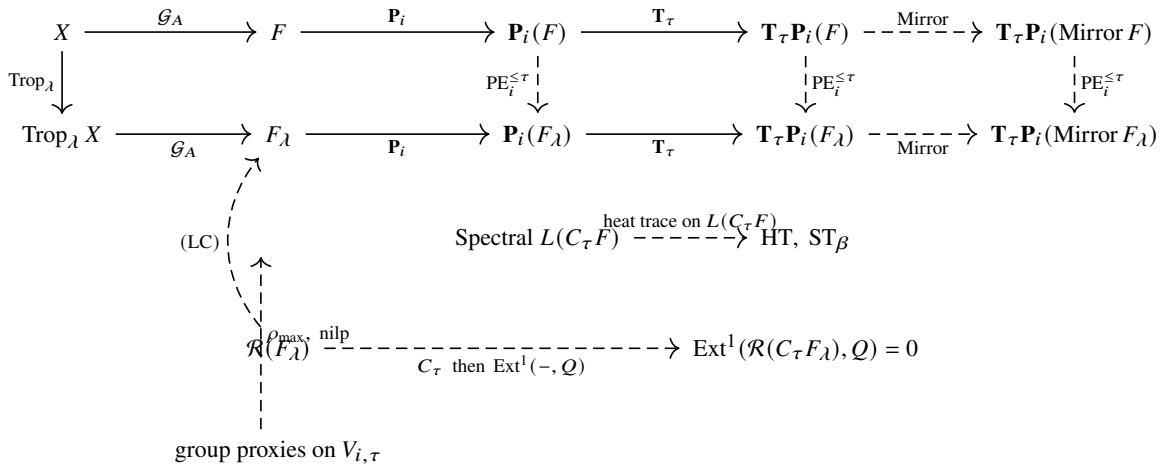 𝒢_A P_i T_τ Mirror
X F P_i(F) T_τP_i(F) T_τP_i(Mirror F)
Trop_λ PE_i^{≤τ} PE_i^{≤τ} PE_i^{≤τ}
Trop_λ X F_λ P_i(F_λ) T_τP_i(F_λ) T_τP_i(Mirror F_λ)
𝒢_A P_i T_τ Mirror
heat trace on L(C_τF)
(LC) Spectral L(C_τF) HT, ST_β
ρ_max, nilp
ℛ(F_λ) Ext^1(ℛ(C_τF_λ), Q) = 0
C_τ then Ext^1(−, Q)
group proxies on V_{i,τ}